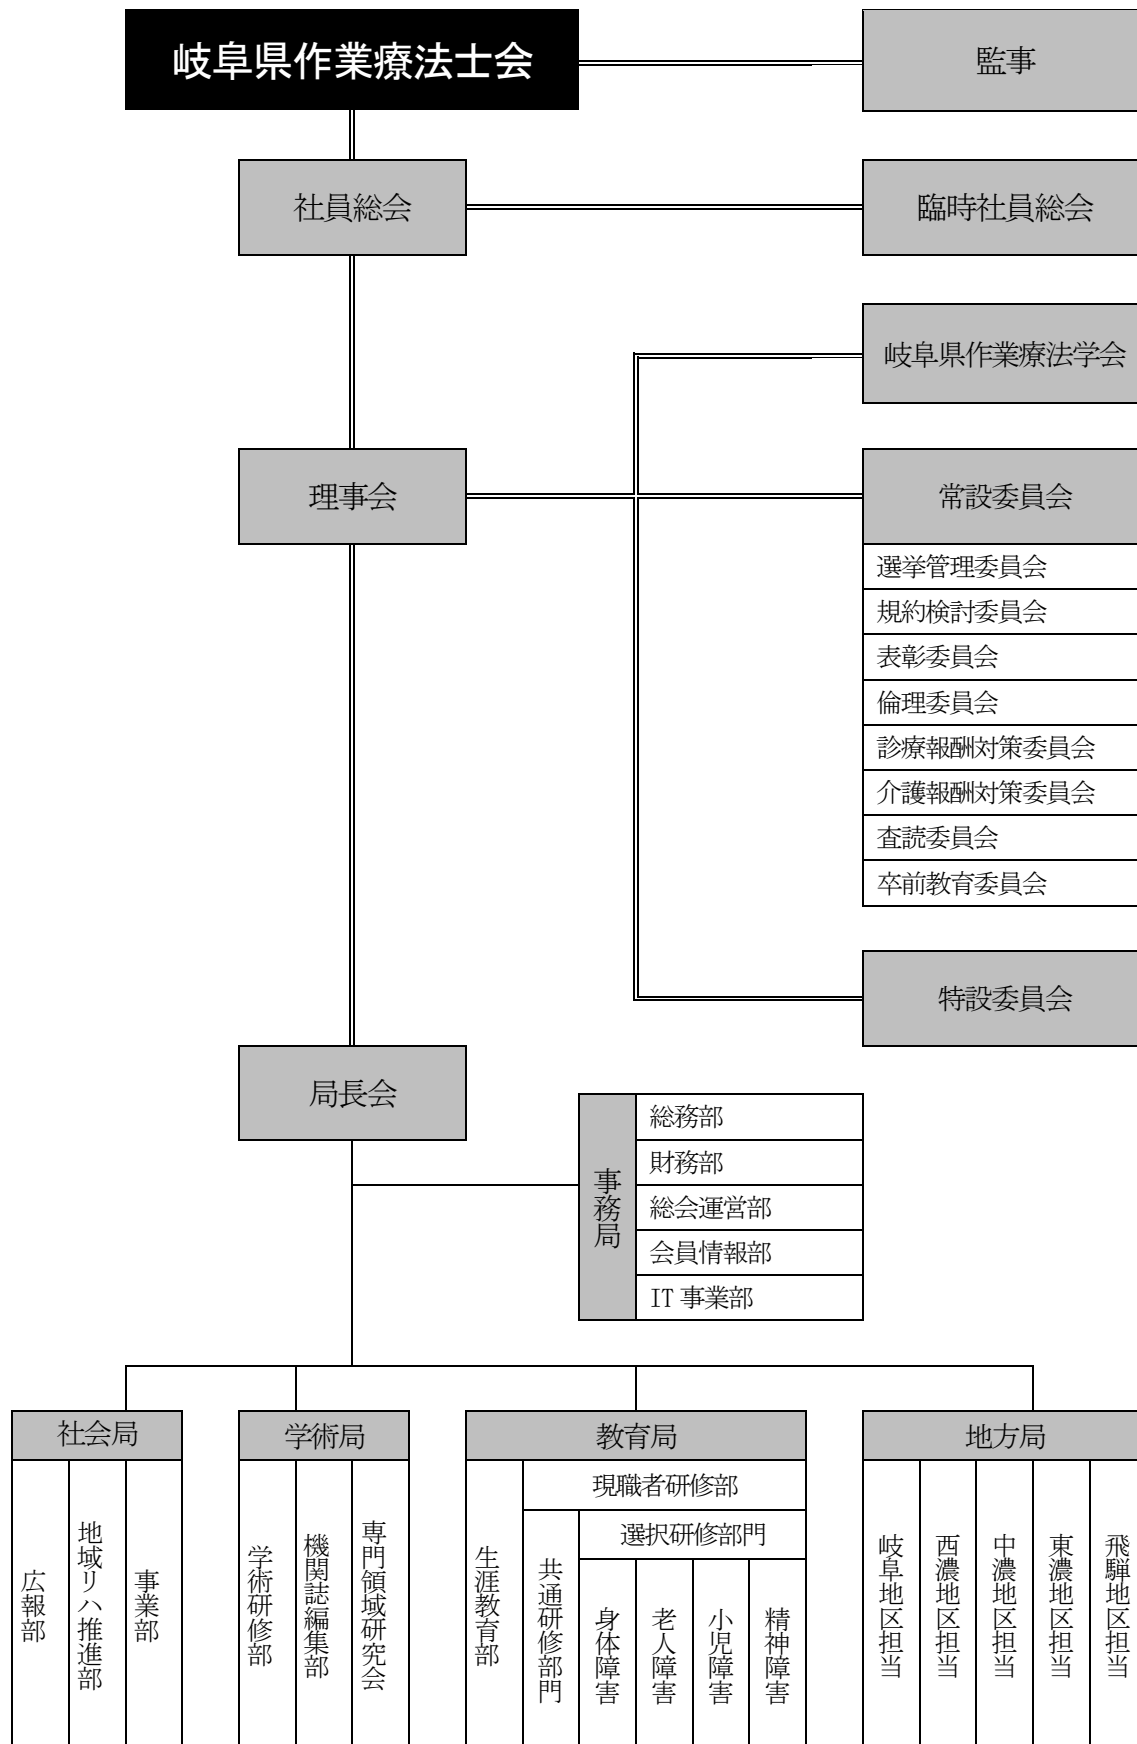 岐阜県作業療法士会
監事
社員総会
臨時社員総会
岐阜県作業療法学会
理事会
常設委員会
選挙管理委員会
規約検討委員会
表彰委員会
倫理委員会
診療報酬対策委員会
介護報酬対策委員会
査読委員会
卒前教育委員会
特設委員会
局長会
事務局
総務部
財務部
総会運営部
会員情報部
IT 事業部
社会局
広報部
地域リハ推進部
事業部
学術局
学術研修部
機関誌編集部
専門領域研究会
教育局
生涯教育部
現職者研修部
共通研修部門
選択研修部門
身体障害
老人障害
小児障害
精神障害
地方局
岐阜地区担当
西濃地区担当
中濃地区担当
東濃地区担当
飛騨地区担当